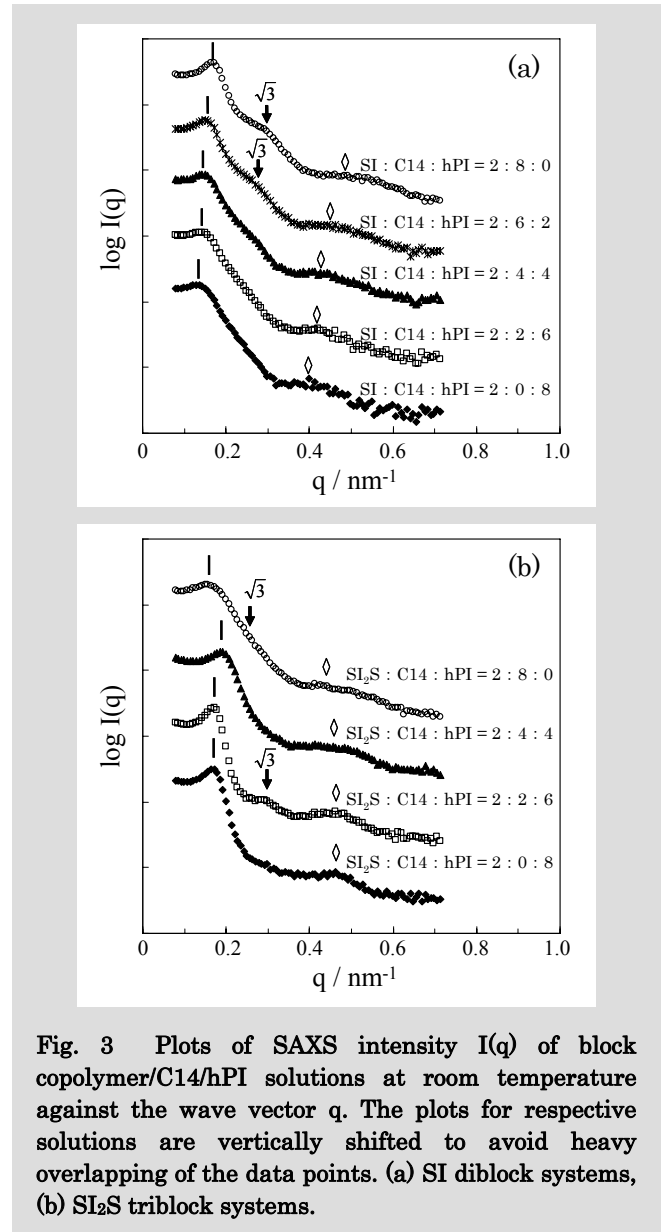 (a)
√3
√3
SI : C14 : hPI = 2 : 8 : 0
SI : C14 : hPI = 2 : 6 : 2
SI : C14 : hPI = 2 : 4 : 4
SI : C14 : hPI = 2 : 2 : 6
SI : C14 : hPI = 2 : 0 : 8
log I(q)
0 0.2 0.4 0.6 0.8 1.0
q / nm⁻¹
(b)
√3
SI₂S : C14 : hPI = 2 : 8 : 0
SI₂S : C14 : hPI = 2 : 4 : 4
√3
SI₂S : C14 : hPI = 2 : 2 : 6
SI₂S : C14 : hPI = 2 : 0 : 8
log I(q)
0 0.2 0.4 0.6 0.8 1.0
q / nm⁻¹
Fig. 3 Plots of SAXS intensity I(q) of block
copolymer/C14/hPI solutions at room temperature
against the wave vector q. The plots for respective
solutions are vertically shifted to avoid heavy
overlapping of the data points. (a) SI diblock systems,
(b) SI₂S triblock systems.